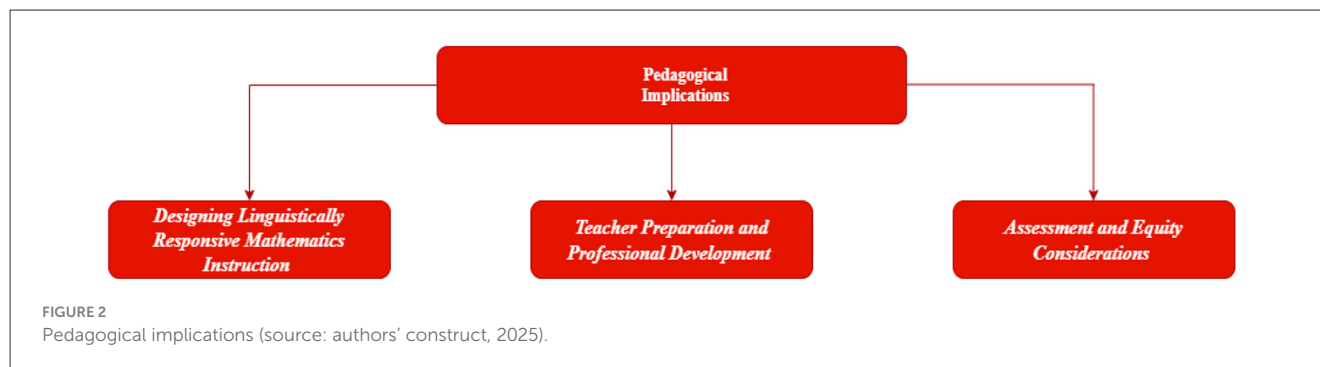 Pedagogical
Implications
Designing Linguistically
Responsive Mathematics
Instruction
Teacher Preparation and
Professional Development
Assessment and Equity
Considerations
FIGURE 2
Pedagogical implications (source: authors' construct, 2025).